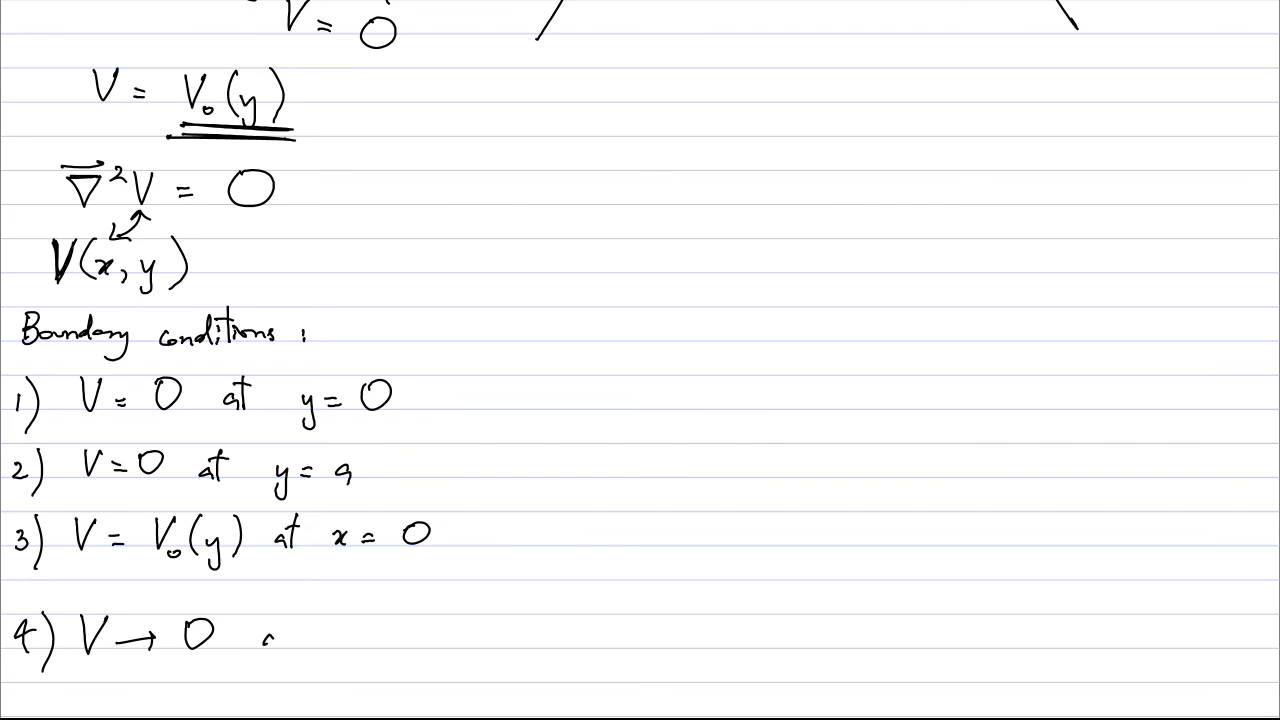 V = 0
V = V₀(y)
∇⃗²V = 0
V(x, y)
Boundary conditions :
1) V = 0 at y = 0
2) V = 0 at y = a
3) V = V₀(y) at x = 0
4) V → 0